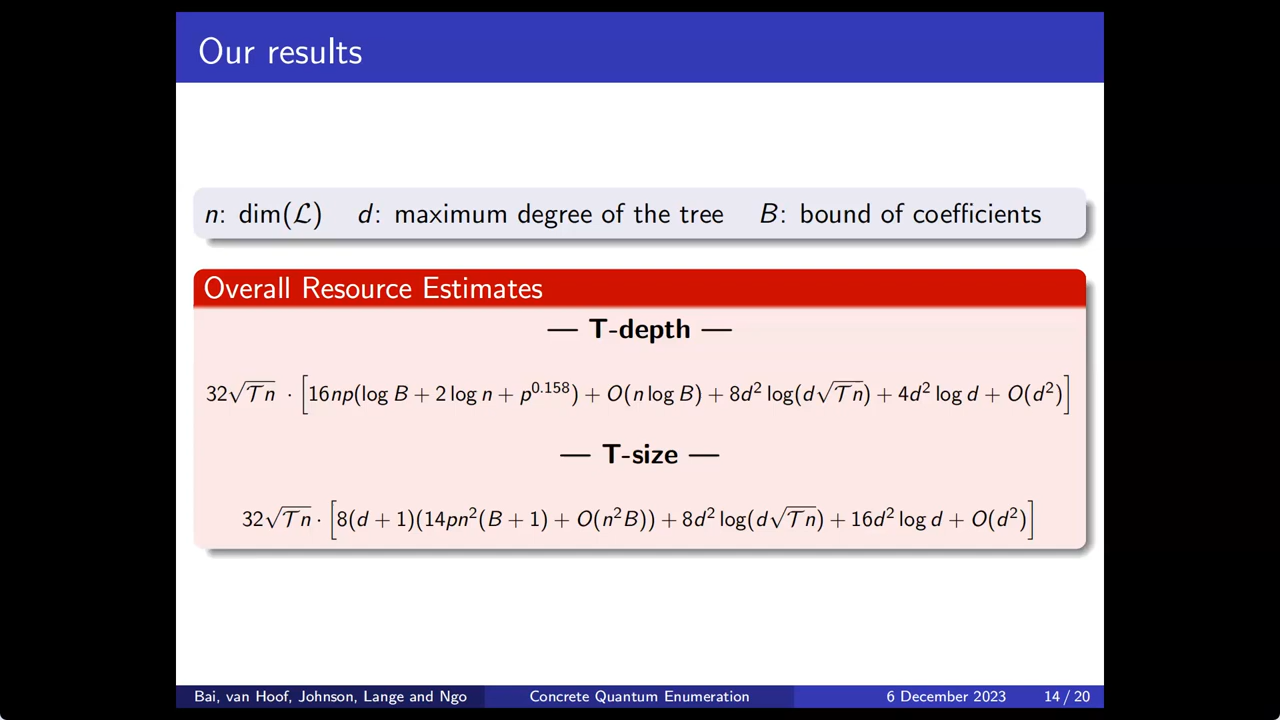 Our results
n: dim(ℒ) d: maximum degree of the tree B: bound of coefficients
Overall Resource Estimates
— T-depth —
32√𝒯n · [16np(log B + 2 log n + p^0.158) + O(n log B) + 8d² log(d√𝒯n) + 4d² log d + O(d²)]
— T-size —
32√𝒯n · [8(d + 1)(14pn²(B + 1) + O(n²B)) + 8d² log(d√𝒯n) + 16d² log d + O(d²)]
Bai, van Hoof, Johnson, Lange and Ngo Concrete Quantum Enumeration 6 December 2023 14 / 20